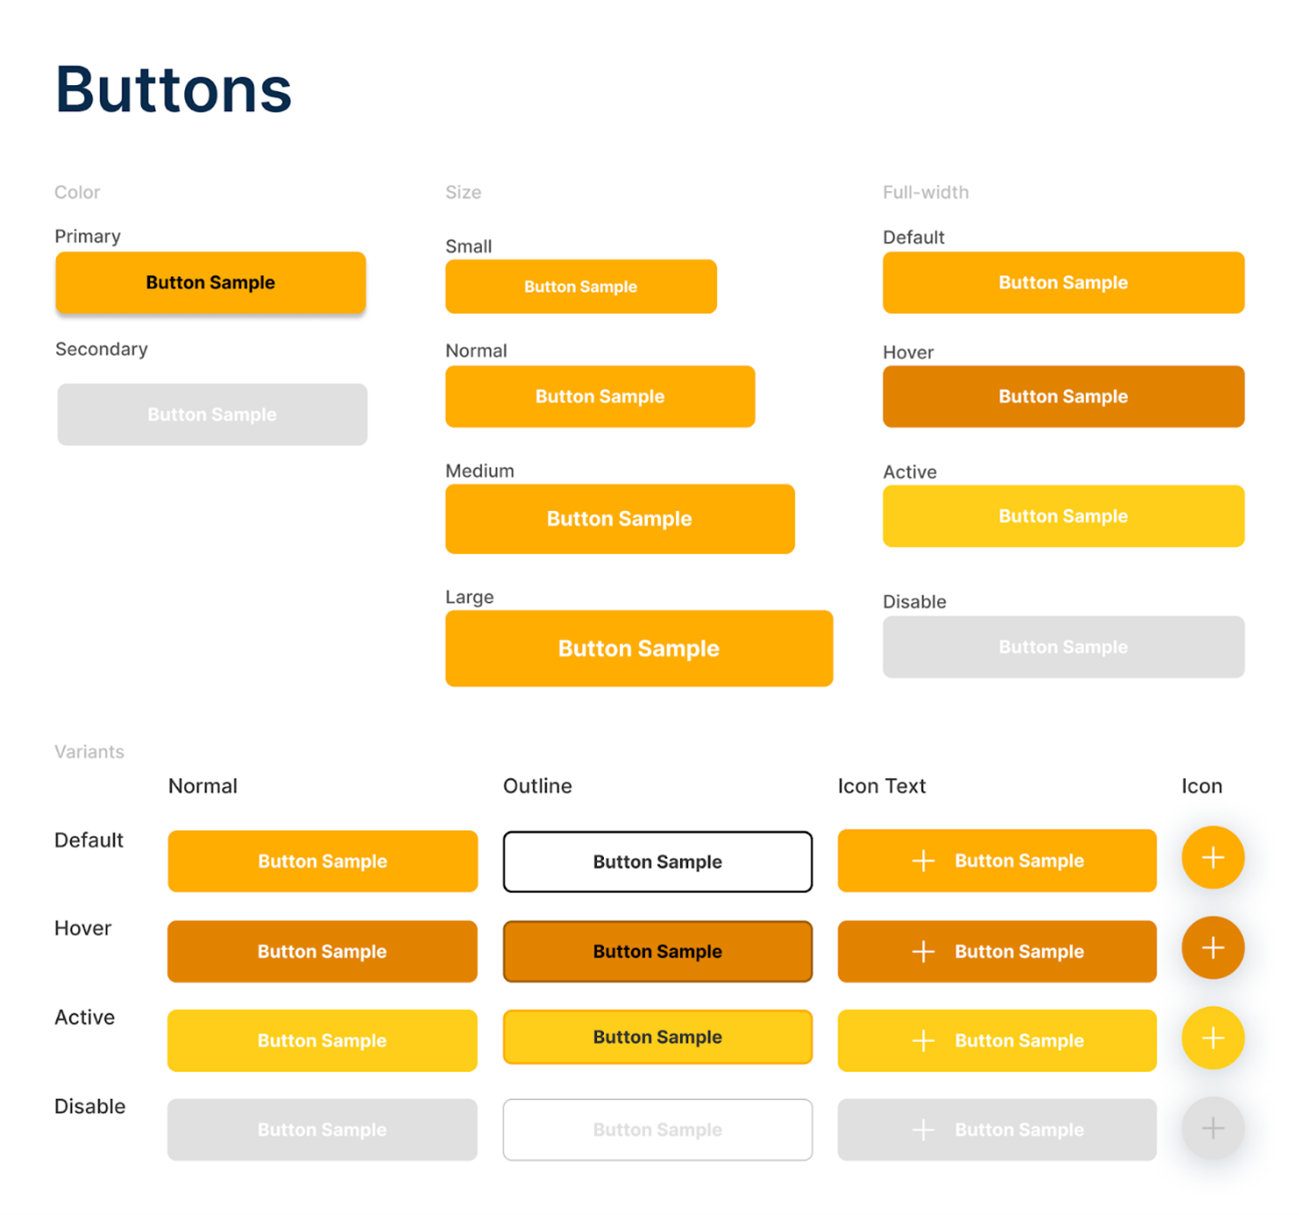 Buttons
Color
Primary
Button Sample
Secondary
Button Sample
Size
Small
Button Sample
Normal
Button Sample
Medium
Button Sample
Large
Button Sample
Full-width
Default
Button Sample
Hover
Button Sample
Active
Button Sample
Disable
Button Sample
Variants
Normal Outline Icon Text Icon
Default Button Sample Button Sample Button Sample
Hover Button Sample Button Sample Button Sample
Active Button Sample Button Sample Button Sample
Disable Button Sample Button Sample Button Sample